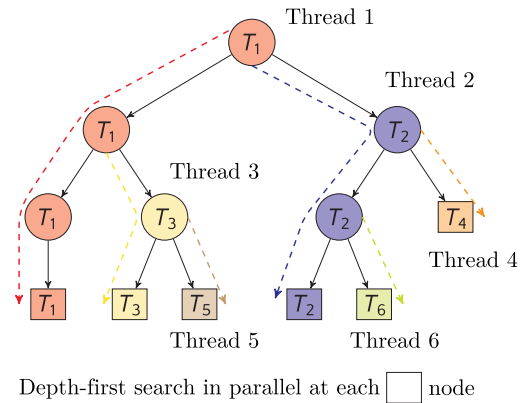 Thread 1
T1
Thread 2
T1
T2
Thread 3
T1
T3
T2
T4
Thread 4
T1
T3
T5
T2
T6
Thread 5
Thread 6
Depth-first search in parallel at each node